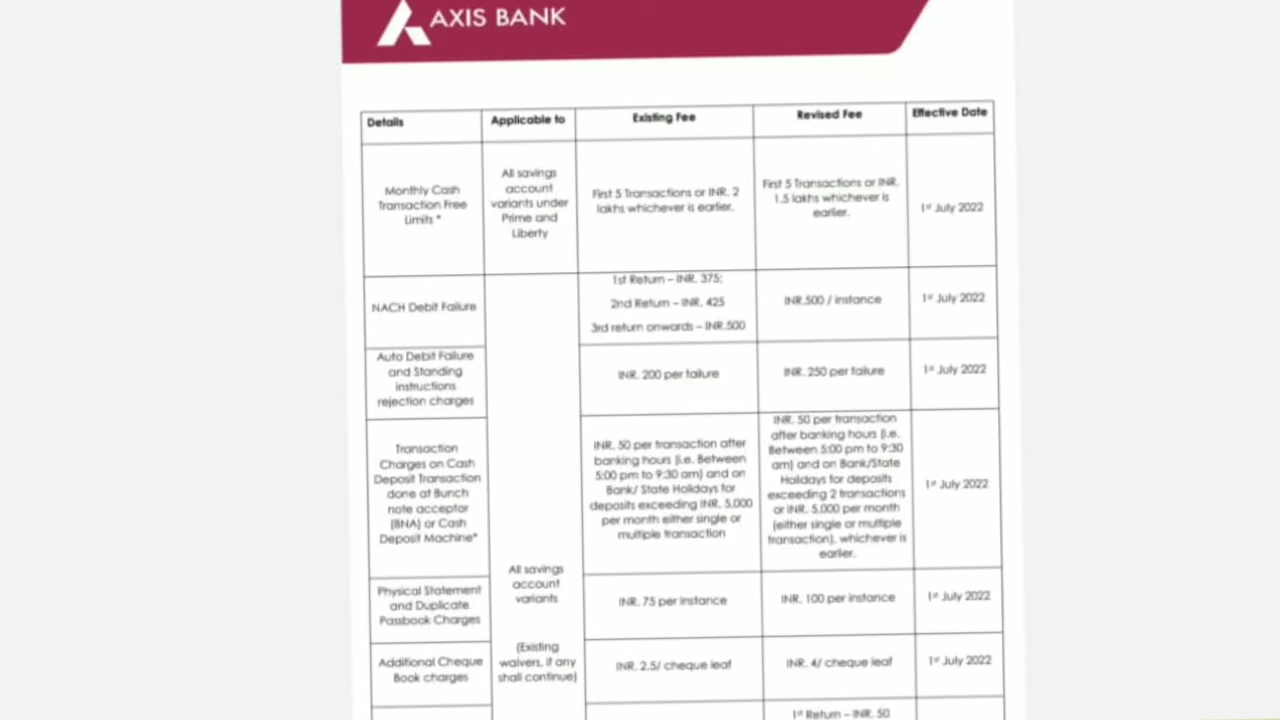 AXIS BANK
Details
Applicable to
Existing Fee
Revised Fee
Effective Date
Monthly Cash
Transaction Free
Limits *
All savings
account
variants under
Prime and
Liberty
First 5 Transactions or INR. 2
lakhs whichever is earlier.
First 5 Transactions or INR.
1.5 lakhs whichever is
earlier.
1st July 2022
NACH Debit Failure
1st Return – INR. 375;
2nd Return – INR. 425
3rd return onwards – INR.500
INR.500 / instance
1st July 2022
Auto Debit Failure
and Standing
instructions
rejection charges
INR. 200 per failure
INR. 250 per failure
1st July 2022
Transaction
Charges on Cash
Deposit Transaction
done at Bunch
note acceptor
(BNA) or Cash
Deposit Machine*
INR. 50 per transaction after
banking hours (i.e. Between
5:00 pm to 9:30 am) and on
Bank/ State Holidays for
deposits exceeding INR. 5,000
per month either single or
multiple transaction
INR. 50 per transaction
after banking hours (i.e.
Between 5:00 pm to 9:30
am) and on Bank/State
Holidays for deposits
exceeding 2 transactions
or INR. 5,000 per month
(either single or multiple
transaction), whichever is
earlier.
1st July 2022
All savings
account
variants
(Existing
waivers, if any
shall continue)
Physical Statement
and Duplicate
Passbook Charges
INR. 75 per instance
INR. 100 per instance
1st July 2022
Additional Cheque
Book charges
INR. 2.5/ cheque leaf
INR. 4/ cheque leaf
1st July 2022
1st Return – INR. 50